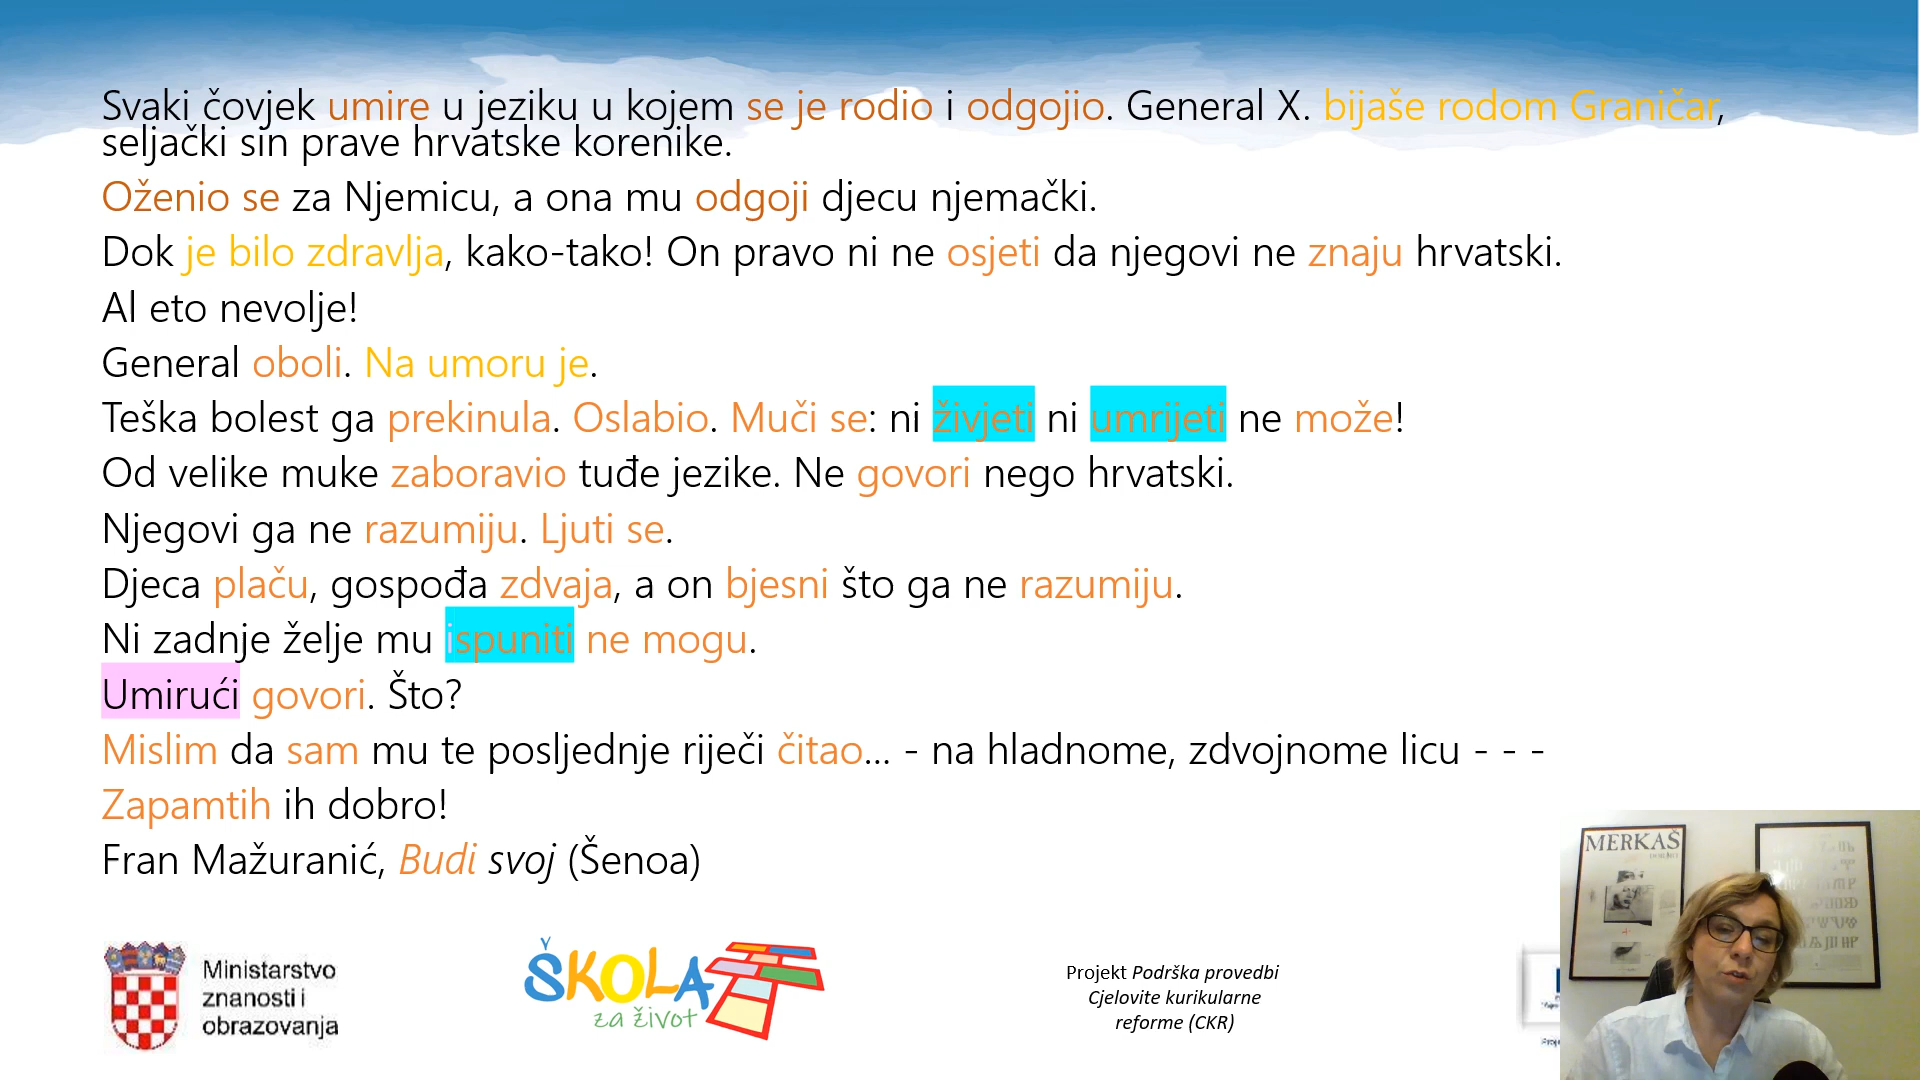 Svaki čovjek umire u jeziku u kojem se je rodio i odgojio. General X. bijaše rodom Graničar,
seljački sin prave hrvatske korenike.
Oženio se za Njemicu, a ona mu odgoji djecu njemački.
Dok je bilo zdravlja, kako-tako! On pravo ni ne osjeti da njegovi ne znaju hrvatski.
Al eto nevolje!
General oboli. Na umoru je.
Teška bolest ga prekinula. Oslabio. Muči se: ni živjeti ni umrijeti ne može!
Od velike muke zaboravio tuđe jezike. Ne govori nego hrvatski.
Njegovi ga ne razumiju. Ljuti se.
Djeca plaču, gospođa zdvaja, a on bjesni što ga ne razumiju.
Ni zadnje želje mu ispuniti ne mogu.
Umirući govori. Što?
Mislim da sam mu te posljednje riječi čitao... - na hladnome, zdvojnome licu - - -
Zapamtih ih dobro!
Fran Mažuranić, Budi svoj (Šenoa)
Ministarstvo
znanosti i
obrazovanja
ŠKOLA
za život
Projekt Podrška provedbi
Cjelovite kurikularne
reforme (CKR)
MERKAŠ